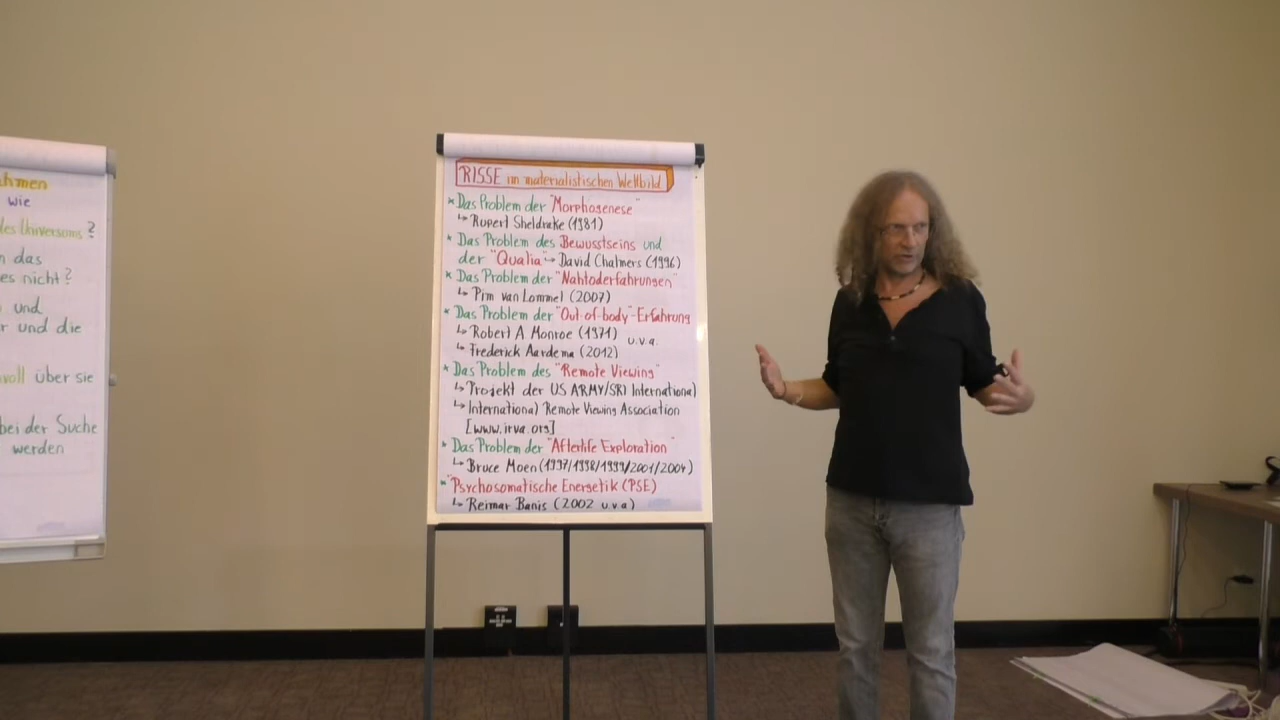 ahmen
wie
des Universums?
n das
es nicht?
und
r und die
voll über sie
bei der Suche
werden
RISSE im materialistischen Weltbild
* Das Problem der "Morphogenese"
↳ Rupert Sheldrake (1981)
* Das Problem des Bewusstseins und
der "Qualia" → David Chalmers (1996)
* Das Problem der "Nahtoderfahrungen"
↳ Pim van Lommel (2007)
* Das Problem der "Out-of-body"-Erfahrung
↳ Robert A Monroe (1971) u.v.a.
↳ Frederick Aardema (2012)
* Das Problem des "Remote Viewing"
↳ Projekt der US ARMY/SRI International)
↳ International Remote Viewing Association
[www.irva.org]
* Das Problem der "Afterlife Exploration"
↳ Bruce Moen (1997/1998/1999/2001/2004)
* "Psychosomatische Energetik (PSE)
↳ Reimar Banis (2002 u.v.a)